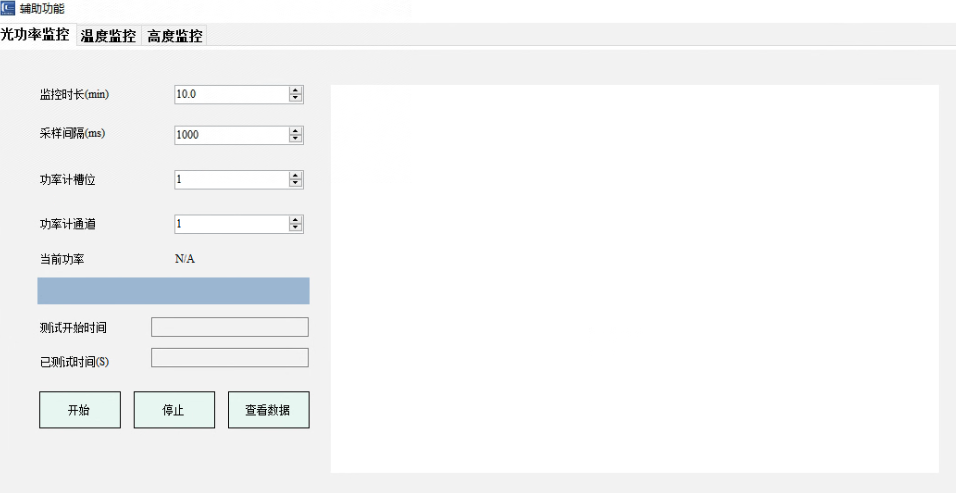 辅助功能
光功率监控 温度监控 高度监控
监控时长(min) 10.0
采样间隔(ms) 1000
功率计槽位 1
功率计通道 1
当前功率 N/A
测试开始时间
已测试时间(S)
开始 停止 查看数据